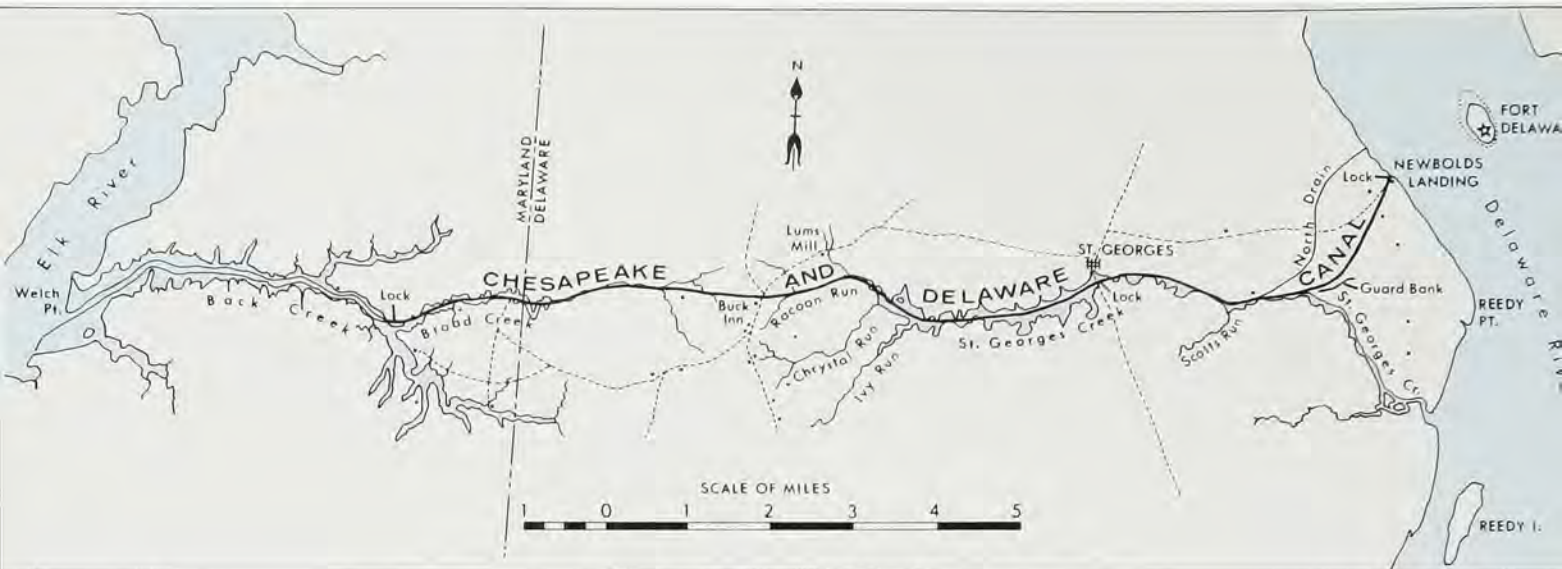 N
FORT
NEWBOLDS
LANDING
Lock
North Drain
MARYLAND
DELAWARE
Elk River
Lums
Mill
ST. GEORGES
Delaware
CHESAPEAKE AND DELAWARE CANAL
Welch
Pt.
Back Creek
Lock
Broad Creek
Buck
Inn
Racoon Run
Lock
Guard Bank
St. Georges Creek
REEDY
PT.
Chrystal Run
Ivy Run
Scotts Run
St. Georges Cr.
SCALE OF MILES
1 0 1 2 3 4 5
REEDY I.